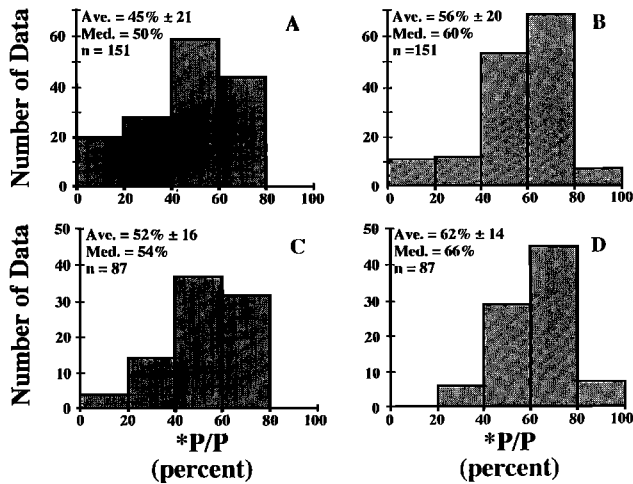 Ave. = 45% ± 21
Med. = 50%
n = 151
A
Number of Data
60
40
20
0
0 20 40 60 80 100
Ave. = 56% ± 20
Med. = 60%
n =151
B
60
40
20
0
0 20 40 60 80 100
Ave. = 52% ± 16
Med. = 54%
n = 87
C
Number of Data
50
40
30
20
10
0
0 20 40 60 80 100
*P/P
(percent)
Ave. = 62% ± 14
Med. = 66%
n = 87
D
50
40
30
20
10
0
0 20 40 60 80 100
*P/P
(percent)